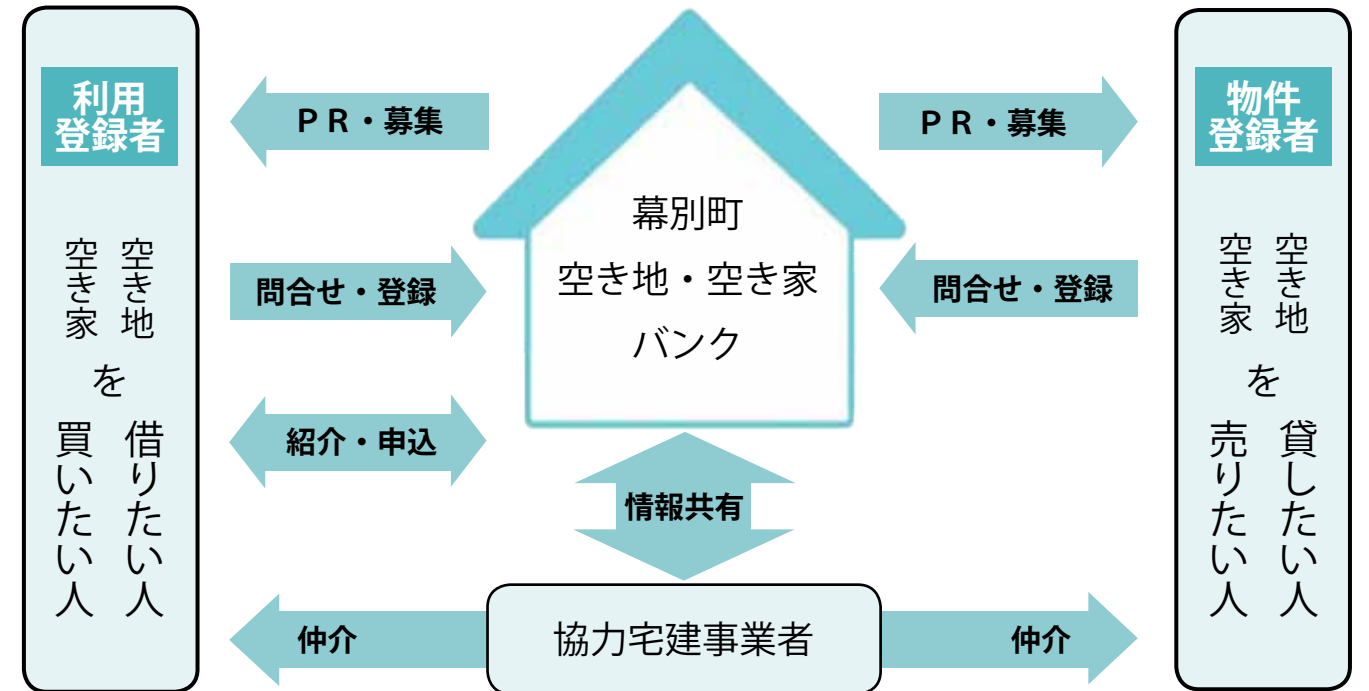 利用
登録者
空き地
空き家
を
借りたい人
買いたい人
ＰＲ・募集
問合せ・登録
紹介・申込
仲介
幕別町
空き地・空き家
バンク
情報共有
協力宅建事業者
ＰＲ・募集
問合せ・登録
仲介
物件
登録者
空き地
空き家
を
貸したい人
売りたい人